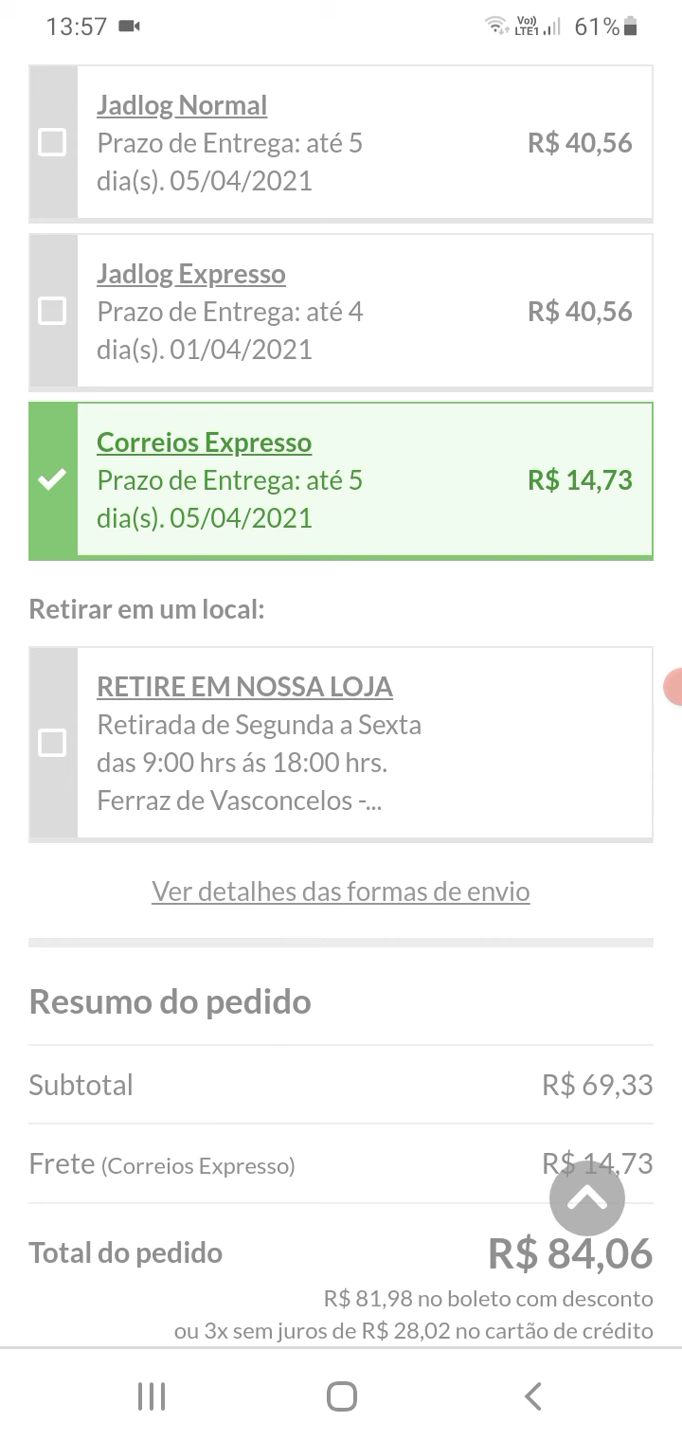 13:57
Vo))
LTE1
61%
Jadlog Normal
Prazo de Entrega: até 5
dia(s). 05/04/2021
R$ 40,56
Jadlog Expresso
Prazo de Entrega: até 4
dia(s). 01/04/2021
R$ 40,56
Correios Expresso
Prazo de Entrega: até 5
dia(s). 05/04/2021
R$ 14,73
Retirar em um local:
RETIRE EM NOSSA LOJA
Retirada de Segunda a Sexta
das 9:00 hrs ás 18:00 hrs.
Ferraz de Vasconcelos -...
Ver detalhes das formas de envio
Resumo do pedido
Subtotal R$ 69,33
Frete (Correios Expresso) R$ 14,73
Total do pedido R$ 84,06
R$ 81,98 no boleto com desconto
ou 3x sem juros de R$ 28,02 no cartão de crédito